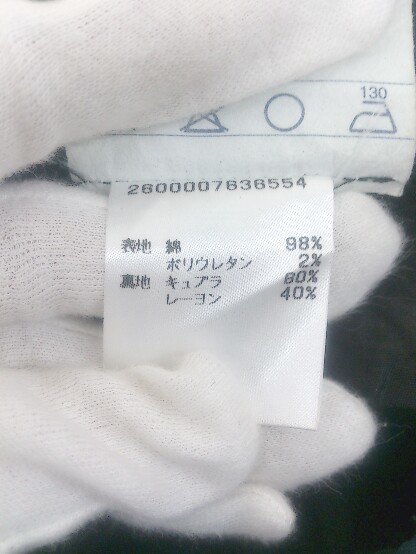 130
2600007636554
表地 綿 98%
ポリウレタン 2%
裏地 キュプラ 60%
レーヨン 40%